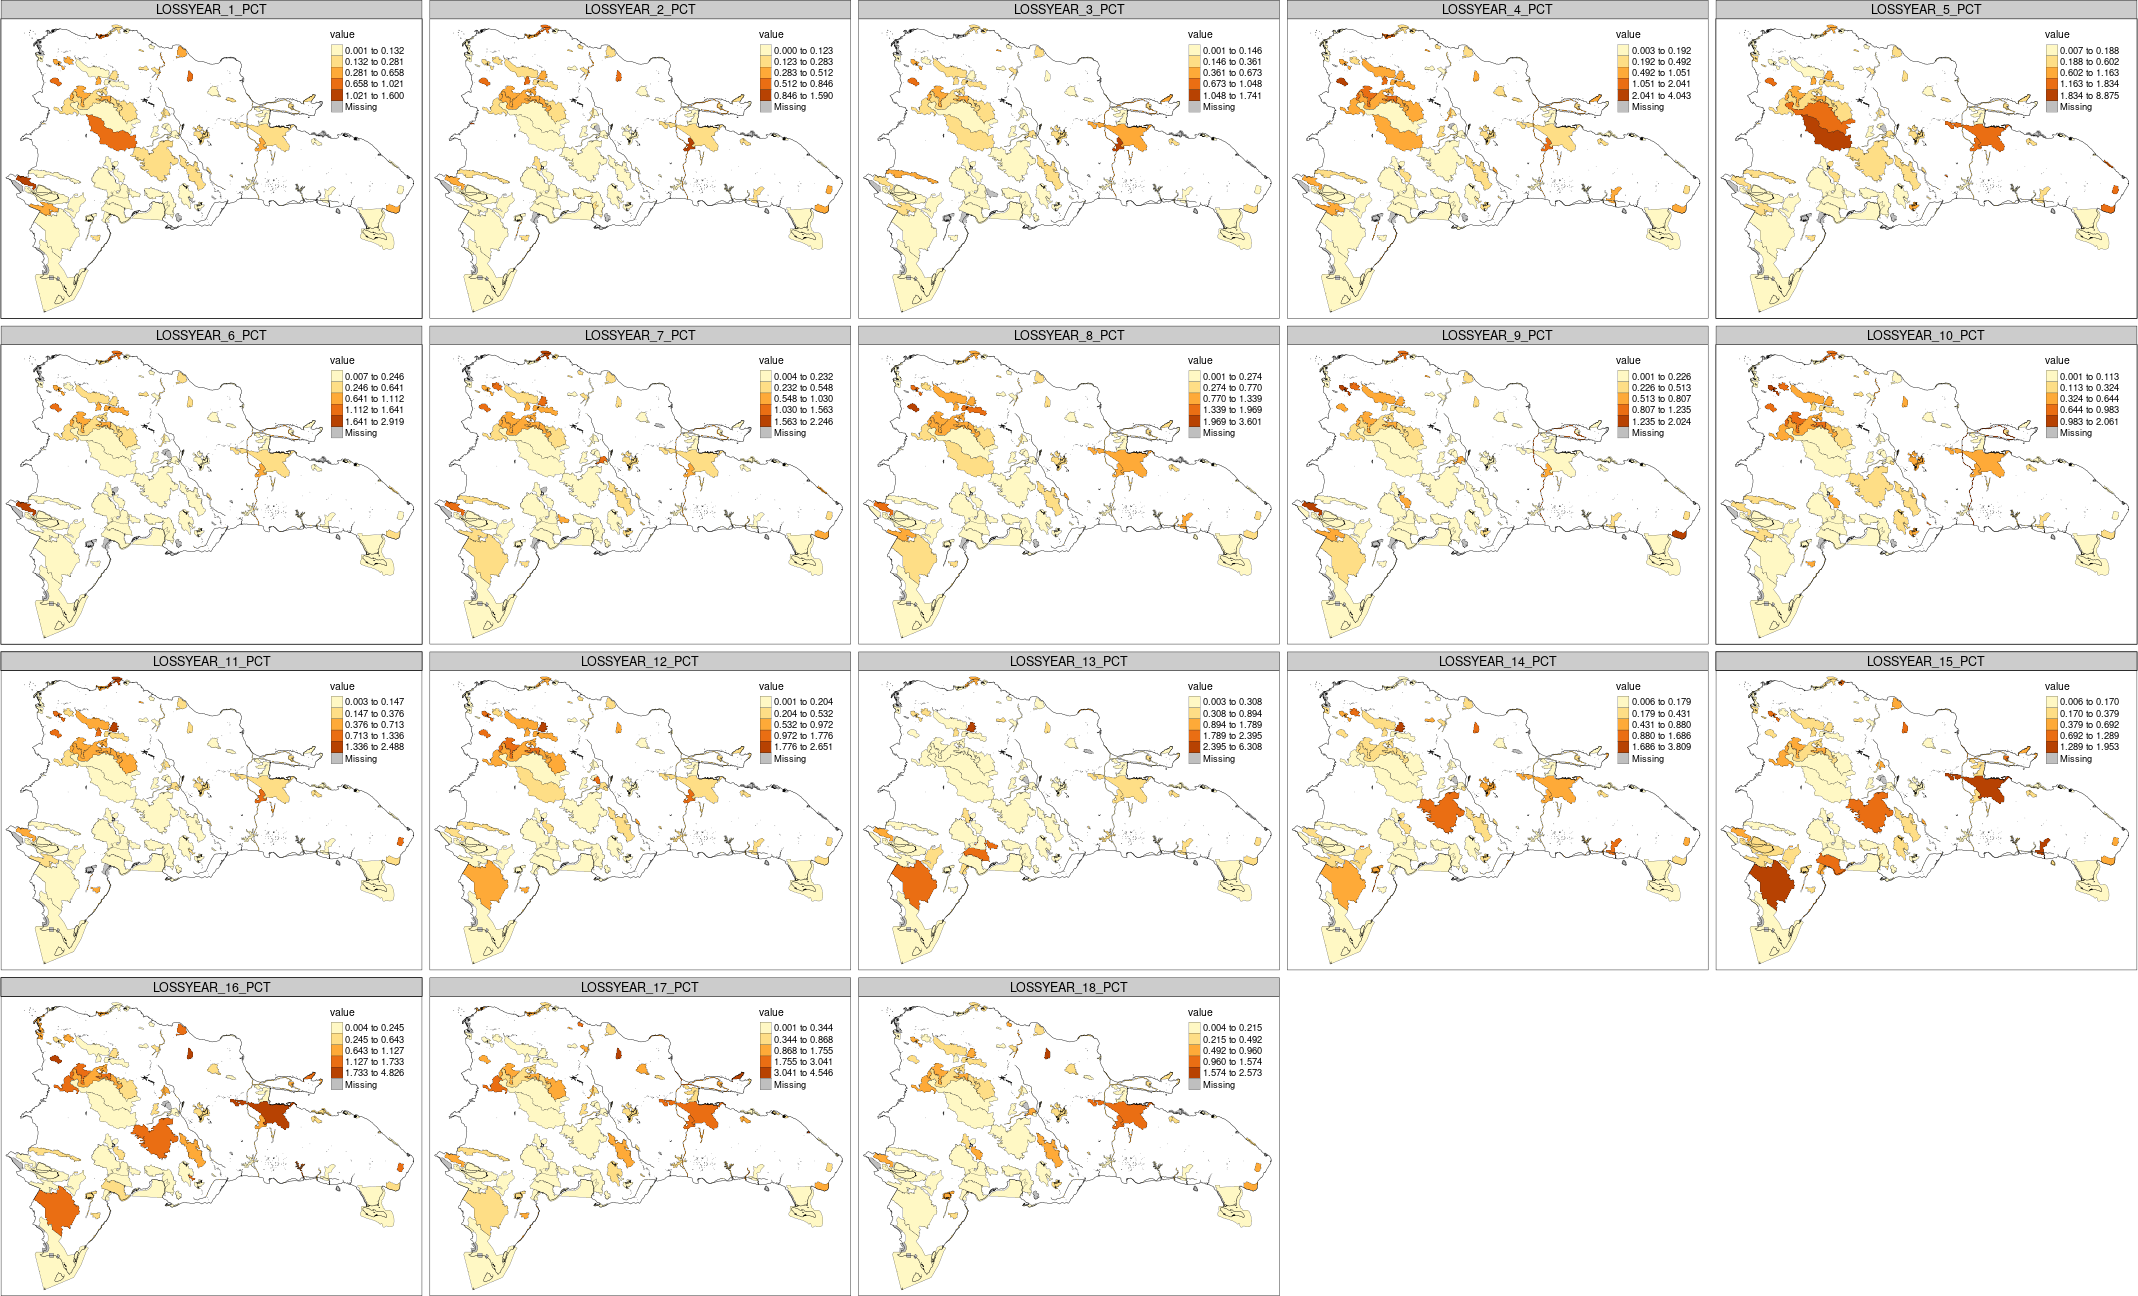 LOSSYEAR_1_PCT
value
0.001 to 0.132
0.132 to 0.281
0.281 to 0.658
0.658 to 1.021
1.021 to 1.600
Missing
LOSSYEAR_2_PCT
value
0.000 to 0.123
0.123 to 0.283
0.283 to 0.512
0.512 to 0.846
0.846 to 1.590
Missing
LOSSYEAR_3_PCT
value
0.001 to 0.146
0.146 to 0.361
0.361 to 0.673
0.673 to 1.048
1.048 to 1.741
Missing
LOSSYEAR_4_PCT
value
0.003 to 0.192
0.192 to 0.492
0.492 to 1.051
1.051 to 2.041
2.041 to 4.043
Missing
LOSSYEAR_5_PCT
value
0.007 to 0.188
0.188 to 0.602
0.602 to 1.163
1.163 to 1.834
1.834 to 8.875
Missing
LOSSYEAR_6_PCT
value
0.007 to 0.246
0.246 to 0.641
0.641 to 1.112
1.112 to 1.641
1.641 to 2.919
Missing
LOSSYEAR_7_PCT
value
0.004 to 0.232
0.232 to 0.548
0.548 to 1.030
1.030 to 1.563
1.563 to 2.246
Missing
LOSSYEAR_8_PCT
value
0.001 to 0.274
0.274 to 0.770
0.770 to 1.339
1.339 to 1.969
1.969 to 3.601
Missing
LOSSYEAR_9_PCT
value
0.001 to 0.226
0.226 to 0.513
0.513 to 0.807
0.807 to 1.235
1.235 to 2.024
Missing
LOSSYEAR_10_PCT
value
0.001 to 0.113
0.113 to 0.324
0.324 to 0.644
0.644 to 0.983
0.983 to 2.061
Missing
LOSSYEAR_11_PCT
value
0.003 to 0.147
0.147 to 0.376
0.376 to 0.713
0.713 to 1.336
1.336 to 2.488
Missing
LOSSYEAR_12_PCT
value
0.001 to 0.204
0.204 to 0.532
0.532 to 0.972
0.972 to 1.776
1.776 to 2.651
Missing
LOSSYEAR_13_PCT
value
0.003 to 0.308
0.308 to 0.894
0.894 to 1.789
1.789 to 2.395
2.395 to 6.308
Missing
LOSSYEAR_14_PCT
value
0.006 to 0.179
0.179 to 0.431
0.431 to 0.880
0.880 to 1.686
1.686 to 3.809
Missing
LOSSYEAR_15_PCT
value
0.006 to 0.170
0.170 to 0.379
0.379 to 0.692
0.692 to 1.289
1.289 to 1.953
Missing
LOSSYEAR_16_PCT
value
0.004 to 0.245
0.245 to 0.643
0.643 to 1.127
1.127 to 1.733
1.733 to 4.826
Missing
LOSSYEAR_17_PCT
value
0.001 to 0.344
0.344 to 0.868
0.868 to 1.755
1.755 to 3.041
3.041 to 4.546
Missing
LOSSYEAR_18_PCT
value
0.004 to 0.215
0.215 to 0.492
0.492 to 0.960
0.960 to 1.574
1.574 to 2.573
Missing